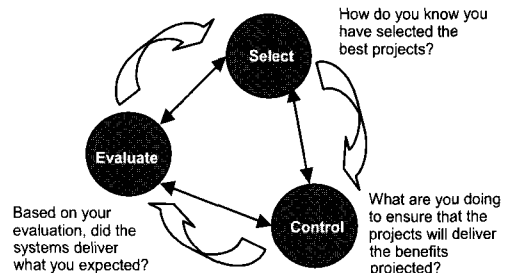 How do you know you
have selected the
best projects?
Select
Evaluate
Control
Based on your
evaluation, did the
systems deliver
what you expected?
What are you doing
to ensure that the
projects will deliver
the benefits
projected?